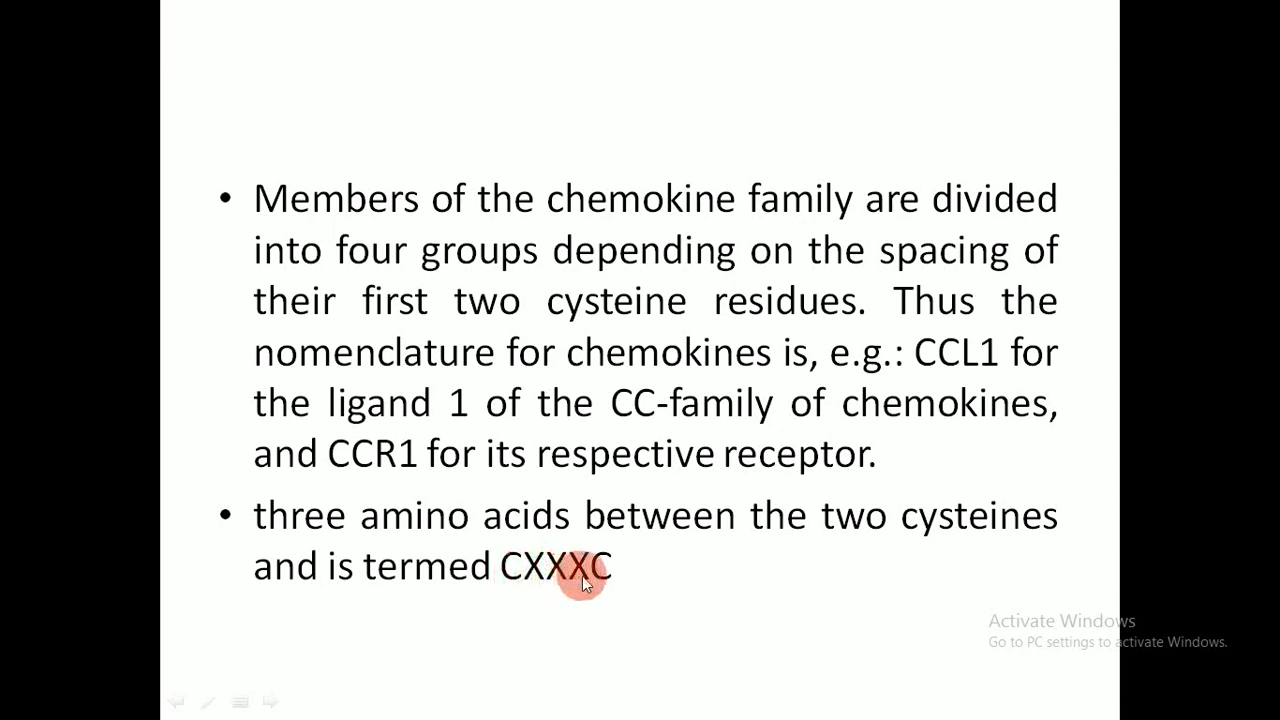 • Members of the chemokine family are divided
into four groups depending on the spacing of
their first two cysteine residues. Thus the
nomenclature for chemokines is, e.g.: CCL1 for
the ligand 1 of the CC-family of chemokines,
and CCR1 for its respective receptor.
• three amino acids between the two cysteines
and is termed CXXXC
Activate Windows
Go to PC settings to activate Windows.